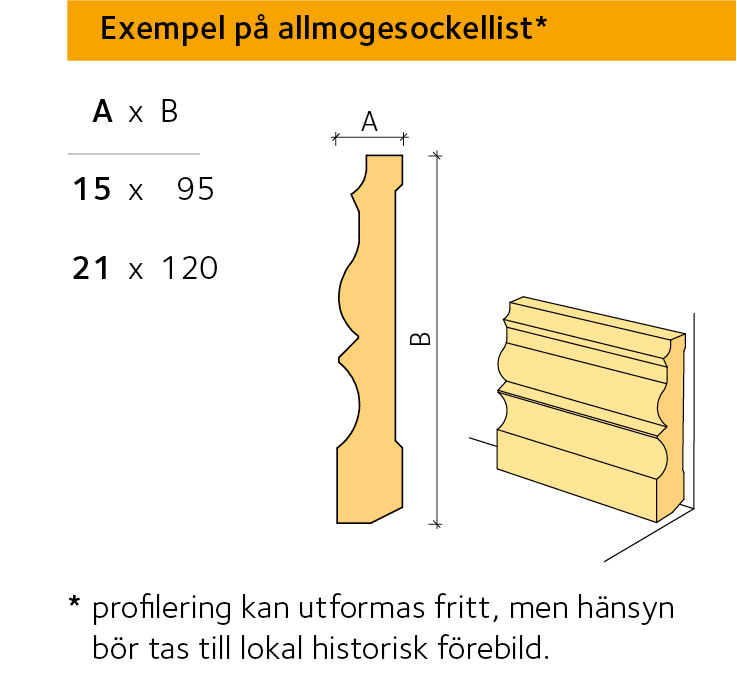 Exempel på allmogesockellist*
A x B
15 x 95
21 x 120
A
B
* profilering kan utformas fritt, men hänsyn
bör tas till lokal historisk förebild.